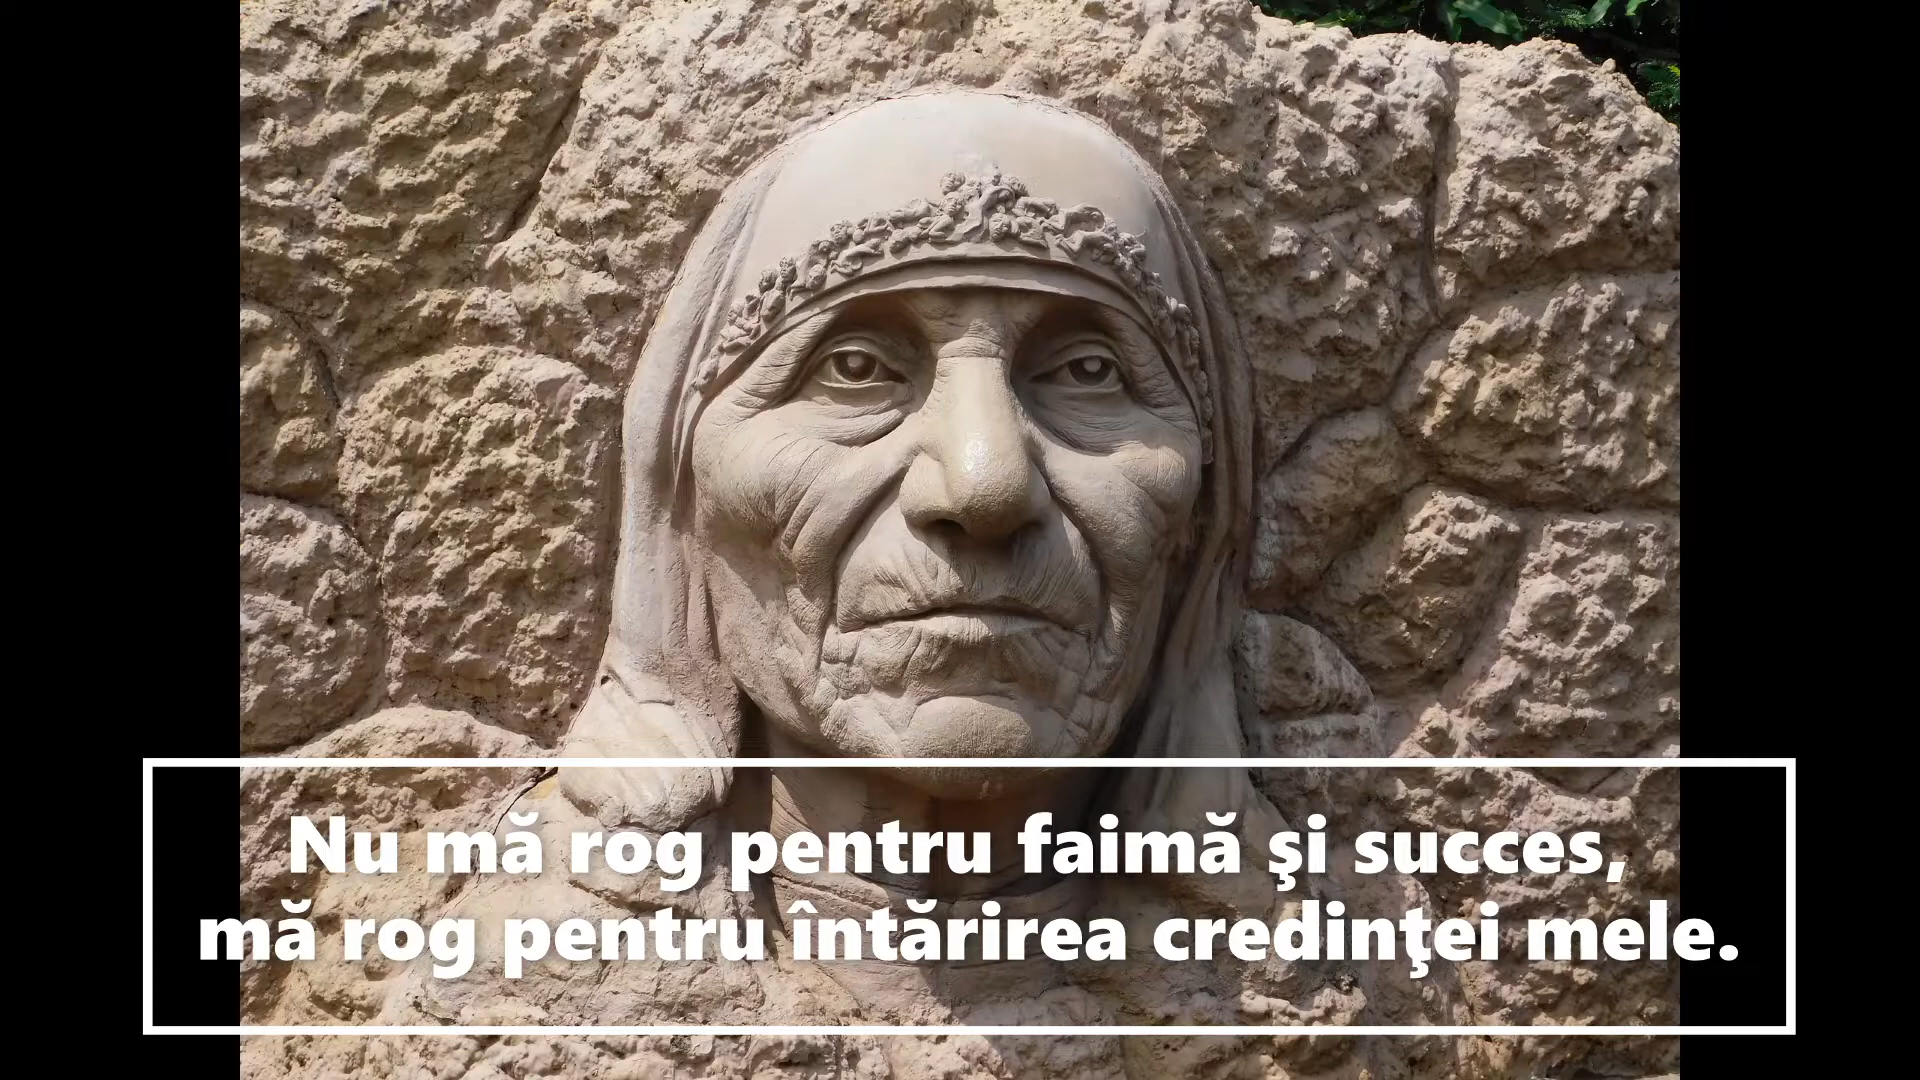 Nu mă rog pentru faimă şi succes,
mă rog pentru întărirea credinţei mele.